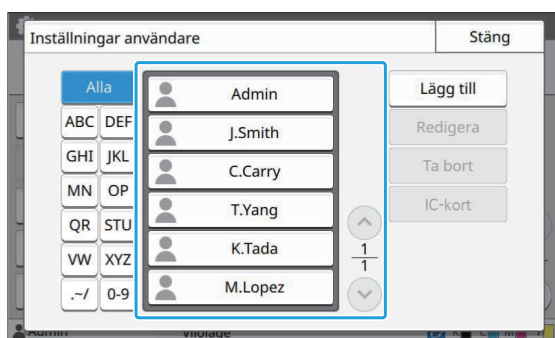 Inställningar användare
Stäng
Alla
ABC DEF
GHI JKL
MN OP
QR STU
VW XYZ
.~/ 0-9
Admin
J.Smith
C.Carry
T.Yang
K.Tada
M.Lopez
1
1
Lägg till
Redigera
Ta bort
IC-kort